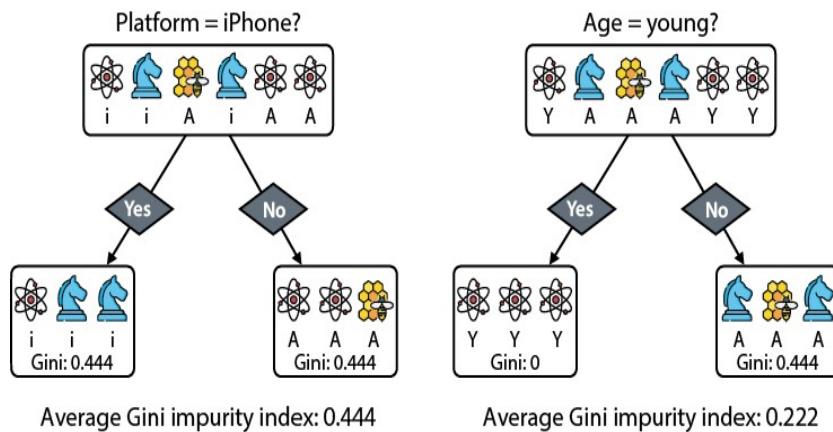 Platform = iPhone?
i i A i A A
Yes
No
i i i
Gini: 0.444
A A A
Gini: 0.444
Average Gini impurity index: 0.444
Age = young?
Y A A A Y Y
Yes
No
Y Y Y
Gini: 0
A A A
Gini: 0.444
Average Gini impurity index: 0.222